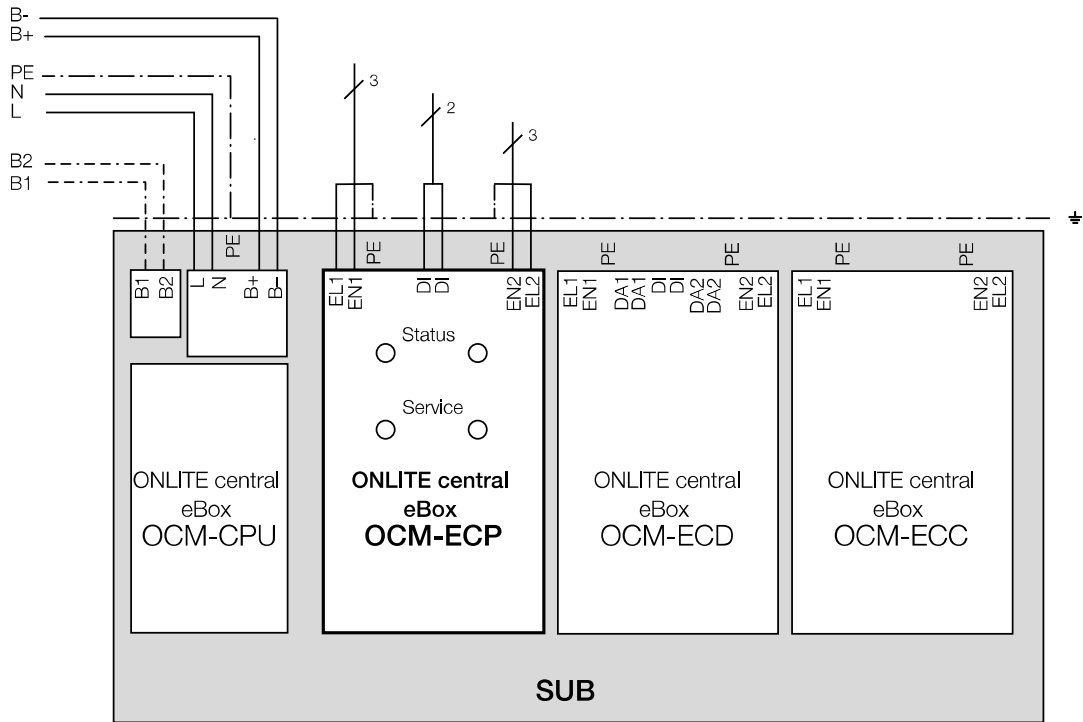 B-
B+
PE
N
L
B2
B1
3
2
3
PE
PE
PE
PE
PE
PE
PE
B1
B2
L
N
B+
B-
EL1
EN1
DI
DI
EN2
EL2
EL1
EN1
DA1
DA1
DI
DI
DA2
DA2
EN2
EL2
EL1
EN1
EN2
EL2
Status
Service
ONLITE central
eBox
OCM-CPU
ONLITE central
eBox
OCM-ECP
ONLITE central
eBox
OCM-ECD
ONLITE central
eBox
OCM-ECC
SUB